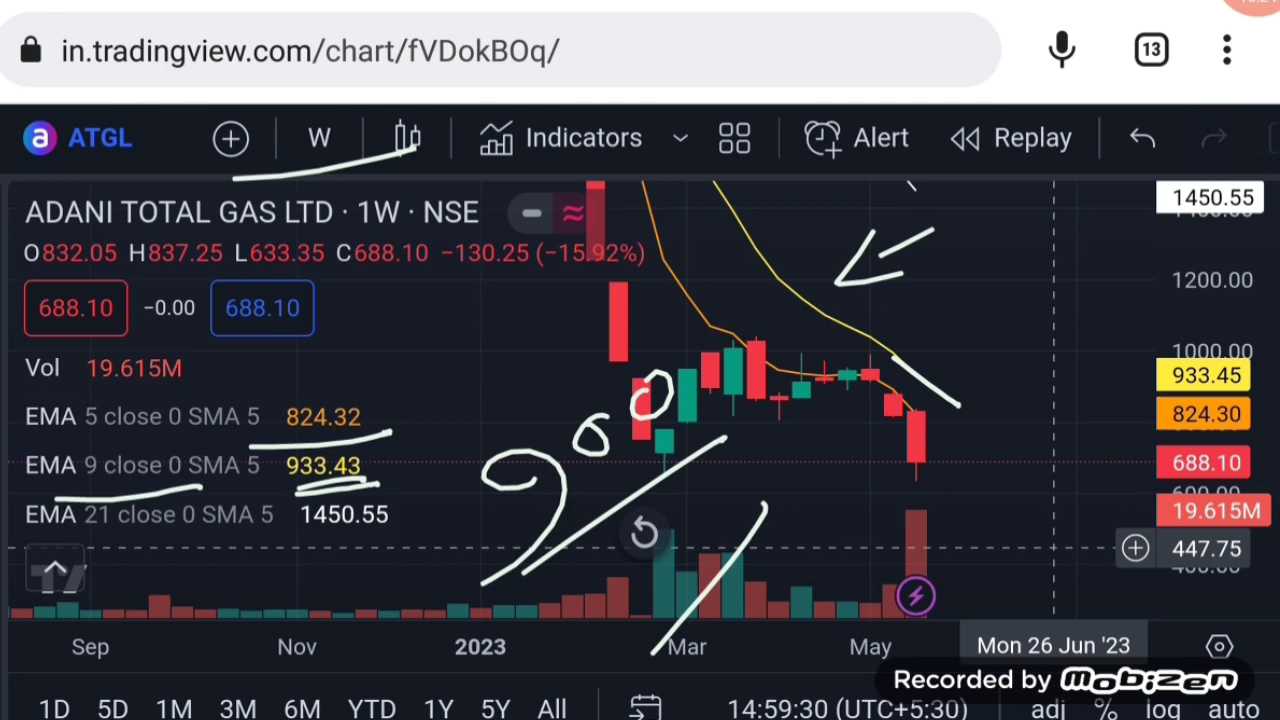 in.tradingview.com/chart/fVDokBOq/
13
a ATGL
W
Indicators
Alert
Replay
1450.55
ADANI TOTAL GAS LTD · 1W · NSE
O832.05 H837.25 L633.35 C688.10 −130.25 (−15.92%)
1200.00
688.10 −0.00 688.10
1000.00
Vol 19.615M
933.45
EMA 5 close 0 SMA 5 824.32
824.30
EMA 9 close 0 SMA 5 933.43
688.10
900
EMA 21 close 0 SMA 5 1450.55
19.615M
447.75
Sep Nov 2023 Mar May Mon 26 Jun '23
Recorded by mobizen
1D 5D 1M 3M 6M YTD 1Y 5Y All 14:59:30 (UTC+5:30) adj % log auto